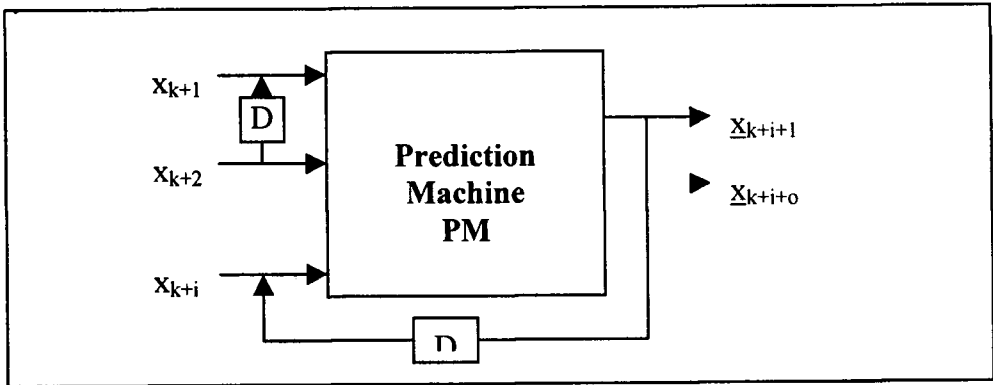 x_{k+1}
D
x_{k+2}
x_{k+i}
Prediction
Machine
PM
x_{k+i+1}
x_{k+i+o}
D